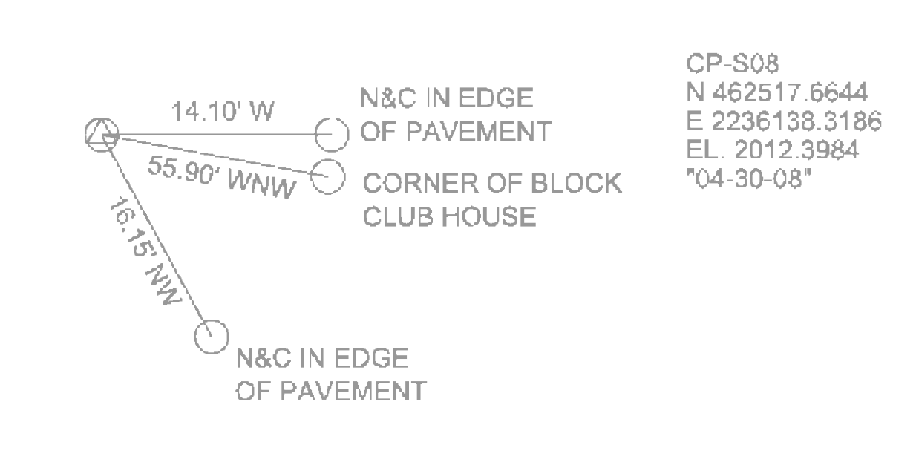 14.10' W
N&C IN EDGE
OF PAVEMENT
55.90' WNW
CORNER OF BLOCK
CLUB HOUSE
16.15' NW
N&C IN EDGE
OF PAVEMENT
CP-S08
N 462517.6644
E 2236138.3186
EL. 2012.3984
"04-30-08"